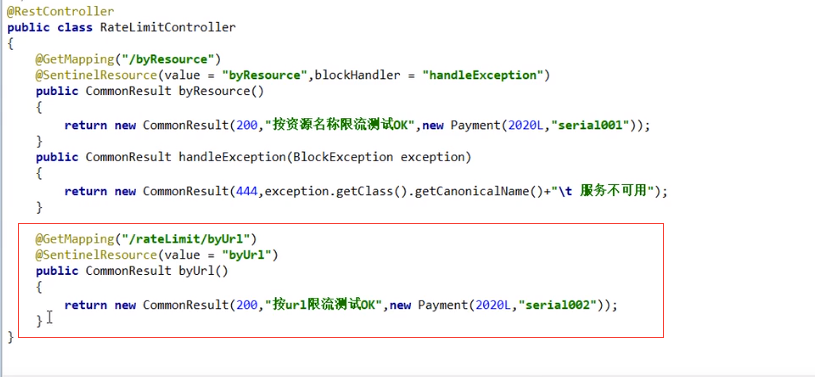 @RestController
public class RateLimitController
{
    @GetMapping("/byResource")
    @SentinelResource(value = "byResource",blockHandler = "handleException")
    public CommonResult byResource()
    {
        return new CommonResult(200,"按资源名称限流测试OK",new Payment(2020L,"serial001"));
    }
    public CommonResult handleException(BlockException exception)
    {
        return new CommonResult(444,exception.getClass().getCanonicalName()+"\t 服务不可用");
    }
    @GetMapping("/rateLimit/byUrl")
    @SentinelResource(value = "byUrl")
    public CommonResult byUrl()
    {
        return new CommonResult(200,"按url限流测试OK",new Payment(2020L,"serial002"));
    }
}